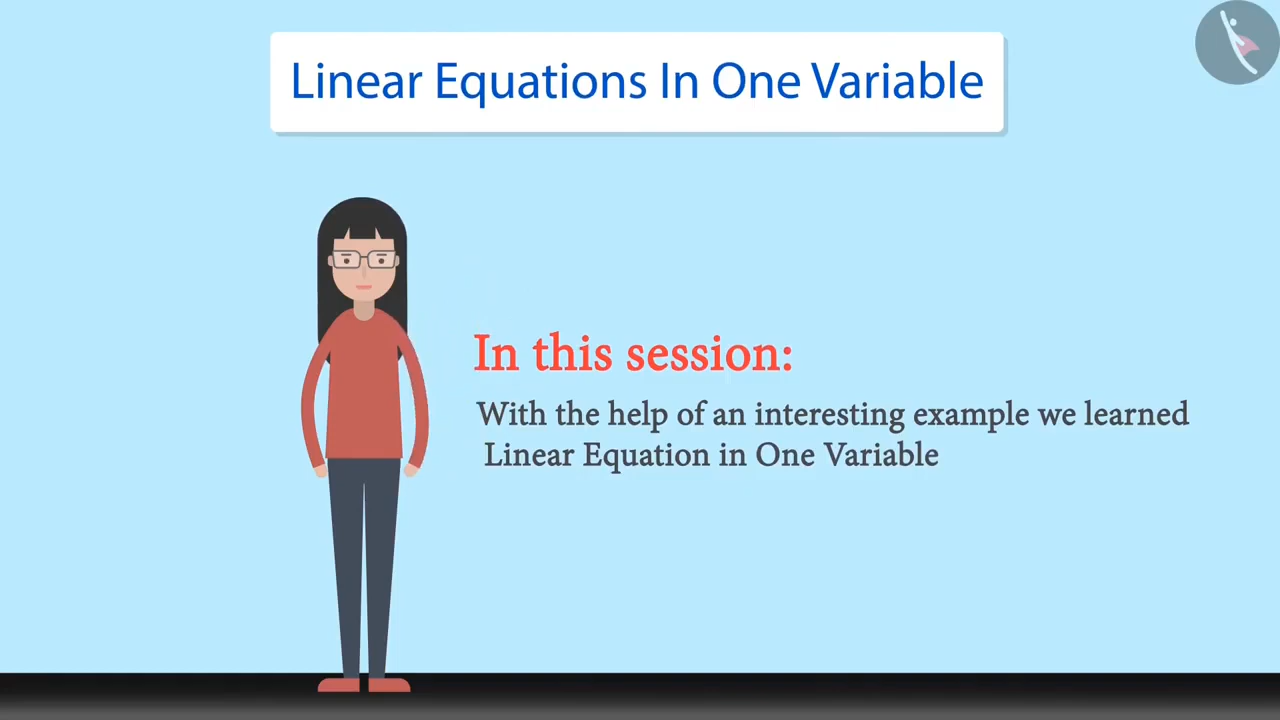 Linear Equations In One Variable
In this session:
With the help of an interesting example we learned
Linear Equation in One Variable